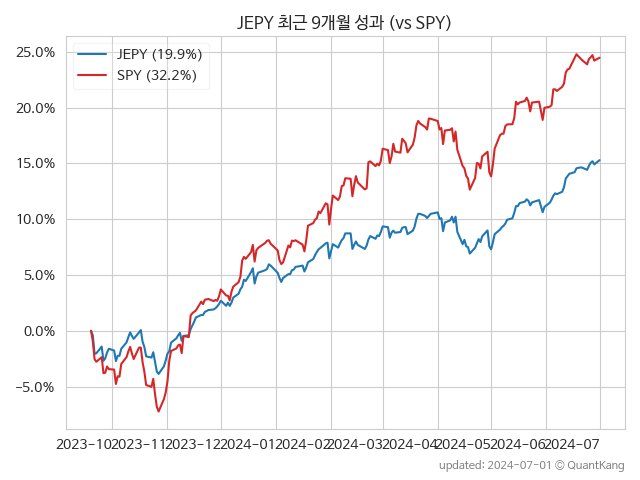 JEPY 최근 9개월 성과 (vs SPY)
JEPY (19.9%)
SPY (32.2%)
25.0%
20.0%
15.0%
10.0%
5.0%
0.0%
−5.0%
2023-10 2023-11 2023-12 2024-01 2024-02 2024-03 2024-04 2024-05 2024-06 2024-07
updated: 2024-07-01 © QuantKang